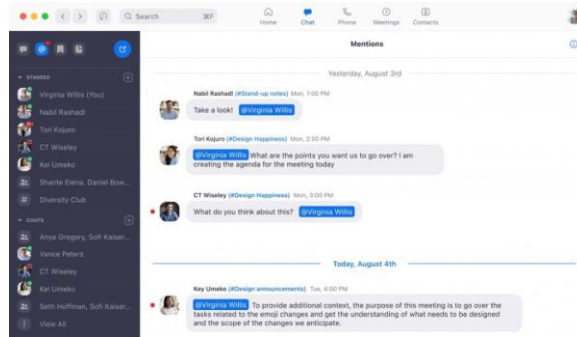 Search ⌘F
Home Chat Phone Meetings Contacts
Mentions
STARRED
Virginia Willis (You)
Nabil Rashadl
Tori Kojuro
CT Wiseley
Kei Umeko
Shante Elena, Daniel Bow...
Diversity Club
CHATS
Anya Gregory, Sofi Kaiser...
Vance Peters
CT Wiseley
Kei Umeko
Seth Hoffman, Sofi Kaiser...
View All
Yesterday, August 3rd
Nabil Rashadl (#Stand-up notes) Mon, 1:00 PM
Take a look! @Virginia Willis
Tori Kojuro (#Design Happiness) Mon, 2:00 PM
@Virginia Willis What are the points you want us to go over? I am
creating the agenda for the meeting today
CT Wiseley (#Design Happiness) Mon, 3:00 PM
What do you think about this? @Virginia Willis
Today, August 4th
Key Umeko (#Design announcements) Tue, 4:00 PM
@Virginia Willis To provide additional context, the purpose of this meeting is to go over the
tasks related to the emoji changes and get the understanding of what needs to be designed
and the scope of the changes we anticipate.